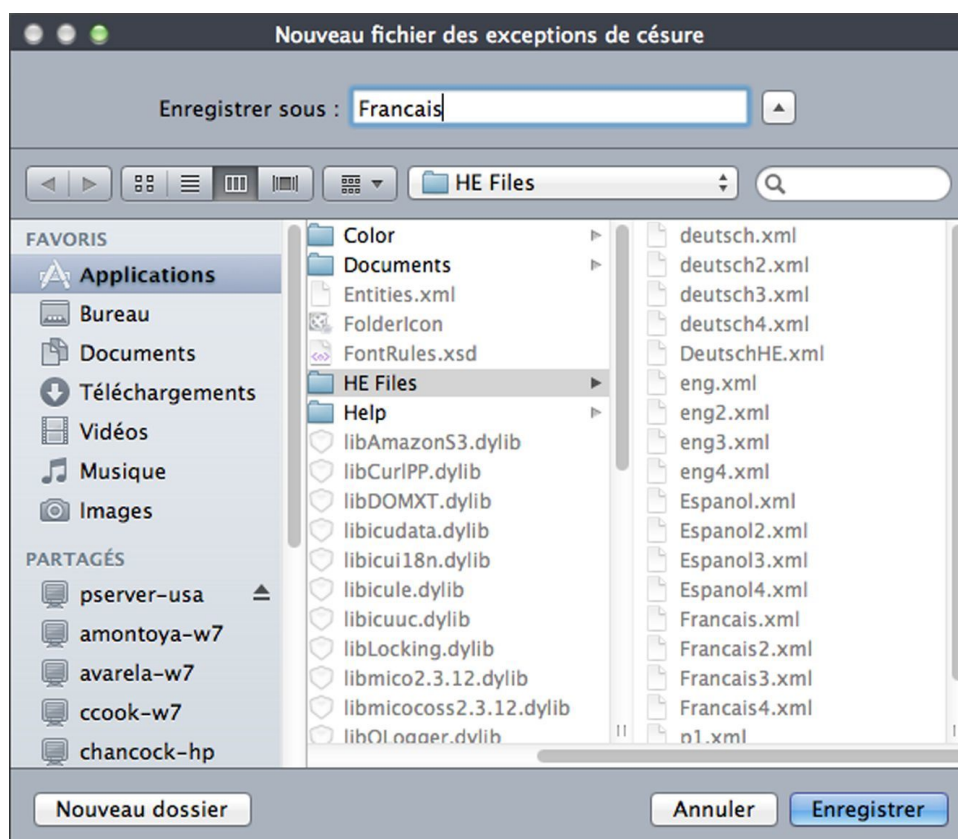 Nouveau fichier des exceptions de césure
Enregistrer sous : Francais
HE Files
FAVORIS
Applications
Bureau
Documents
Téléchargements
Vidéos
Musique
Images
PARTAGÉS
pserver-usa
amontoya-w7
avarela-w7
ccook-w7
chancock-hp
Color
Documents
Entities.xml
FolderIcon
FontRules.xsd
HE Files
Help
libAmazonS3.dylib
libCurlPP.dylib
libDOMXT.dylib
libicudata.dylib
libicui18n.dylib
libicule.dylib
libicuuc.dylib
libLocking.dylib
libmico2.3.12.dylib
libmicocoss2.3.12.dylib
libQLogger.dylib
deutsch.xml
deutsch2.xml
deutsch3.xml
deutsch4.xml
DeutschHE.xml
eng.xml
eng2.xml
eng3.xml
eng4.xml
Espanol.xml
Espanol2.xml
Espanol3.xml
Espanol4.xml
Francais.xml
Francais2.xml
Francais3.xml
Francais4.xml
p1.xml
Nouveau dossier
Annuler
Enregistrer